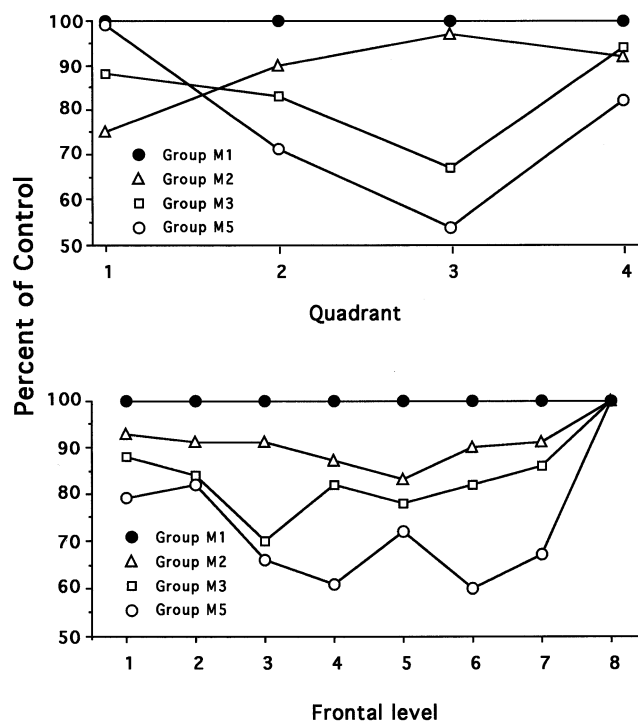 Percent of Control
100
90
80
70
60
50
Group M1
Group M2
Group M3
Group M5
1 2 3 4
Quadrant
100
90
80
70
60
50
Group M1
Group M2
Group M3
Group M5
1 2 3 4 5 6 7 8
Frontal level